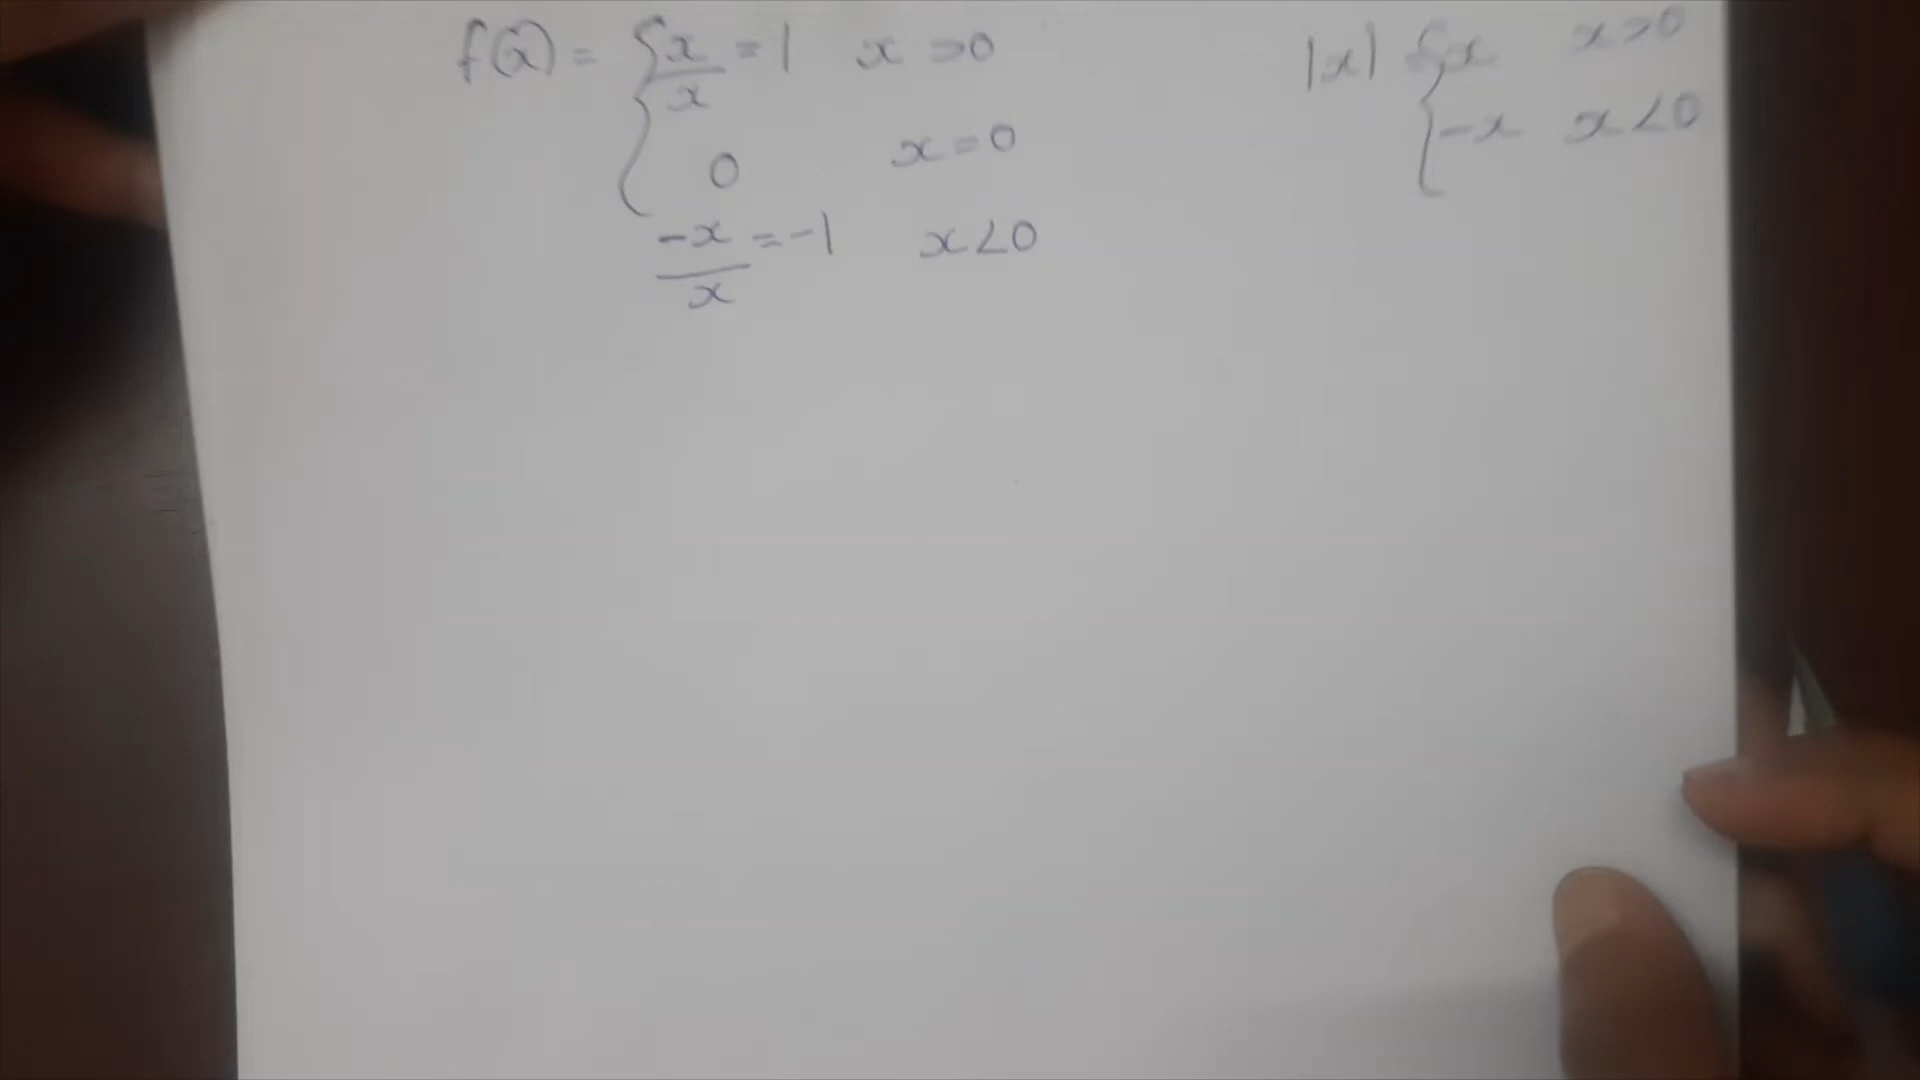 f(x) = { x/x = 1 x > 0
0 x = 0
-x/x = -1 x < 0
|x| { x x > 0
-x x < 0